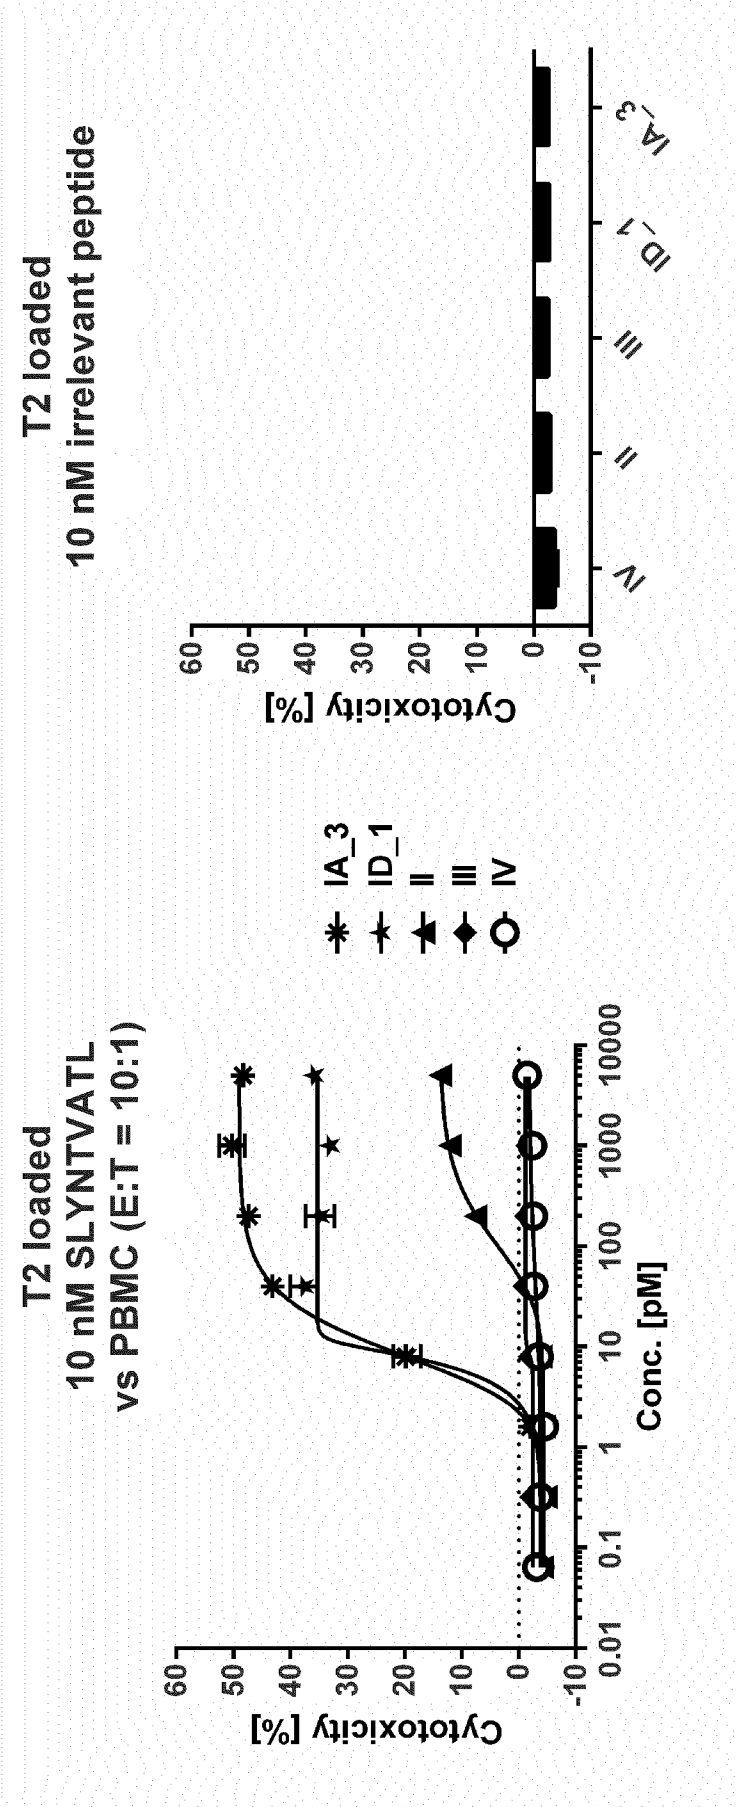 T2 loaded
10 nM SLYNTVATL
vs PBMC (E:T = 10:1)
Cytotoxicity [%]
60
50
40
30
20
10
0
-10
0.01
0.1
1
10
100
1000
10000
Conc. [pM]
IA_3
ID_1
II
III
IV
T2 loaded
10 nM irrelevant peptide
Cytotoxicity [%]
60
50
40
30
20
10
0
-10
IV
II
III
ID_1
IA_3